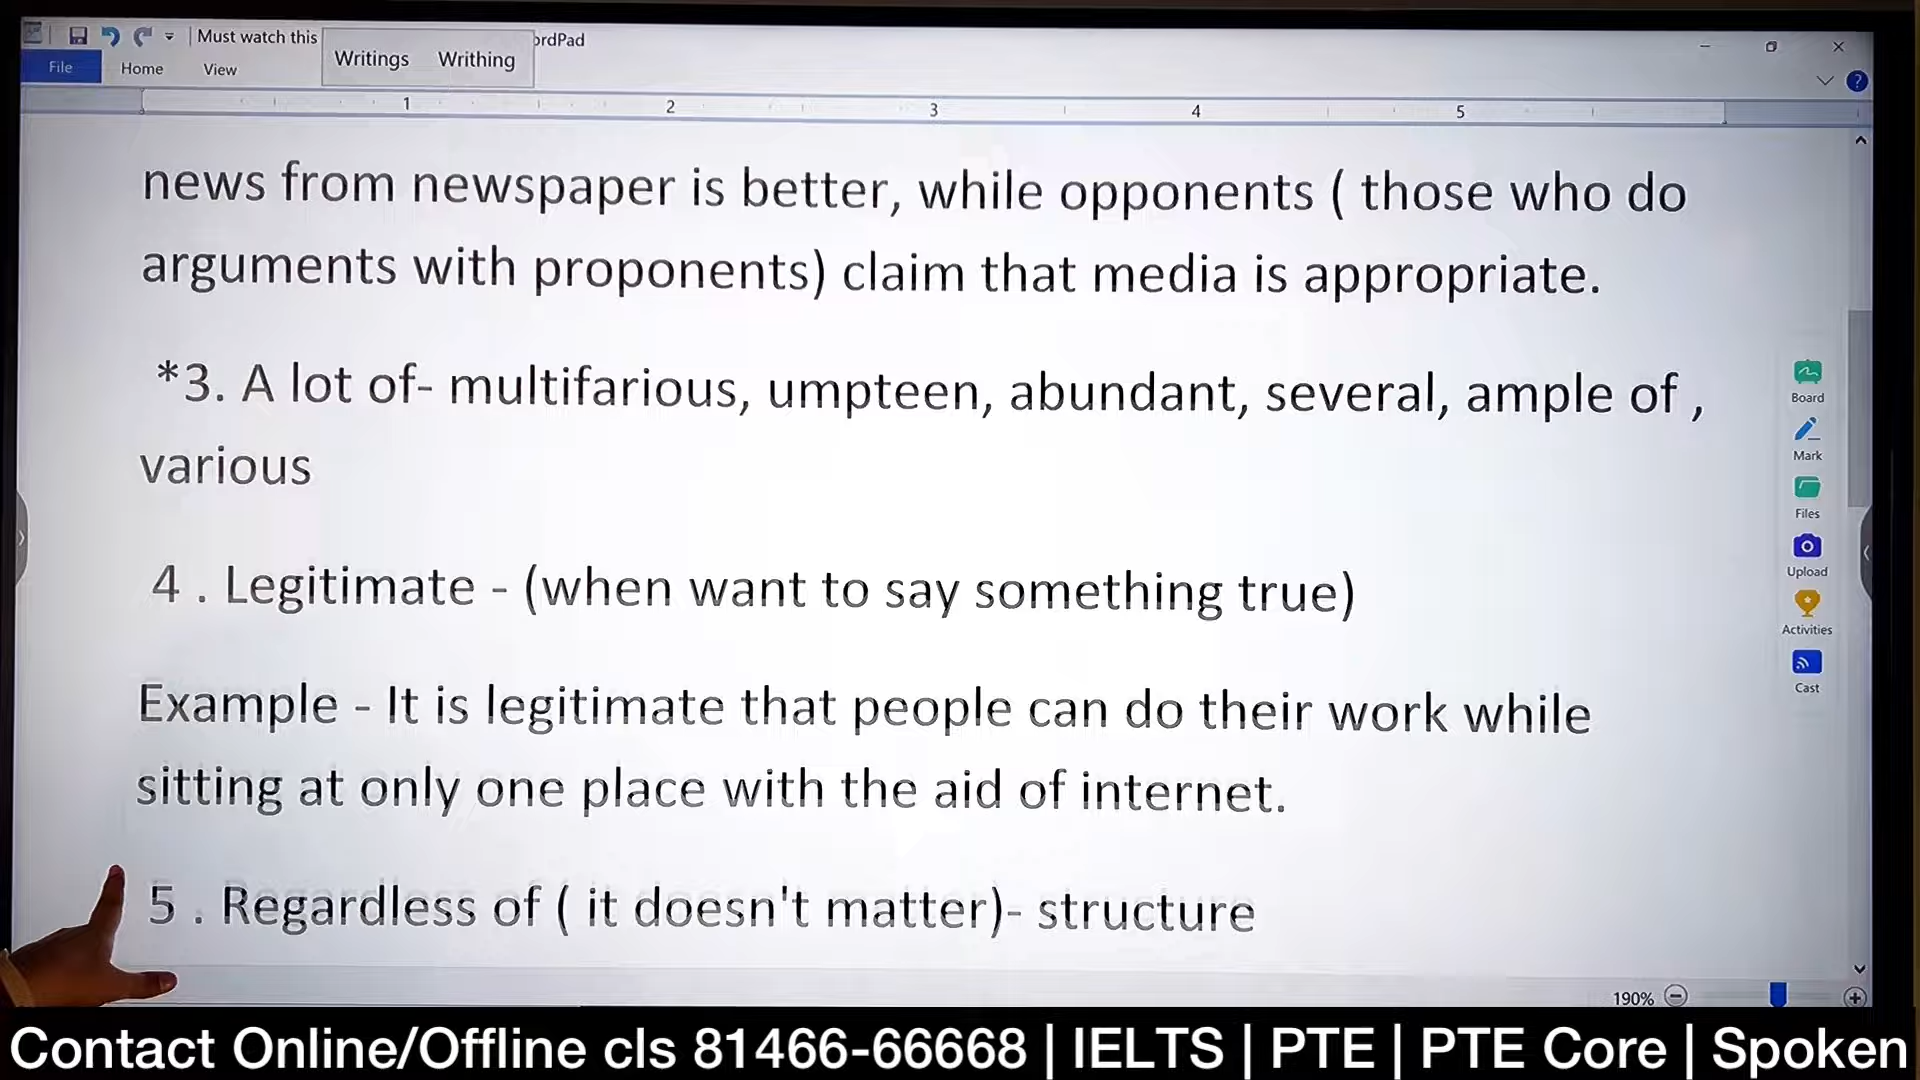 Must watch this
ordPad
Writings Writhing
File Home View
1 2 3 4 5
news from newspaper is better, while opponents ( those who do
arguments with proponents) claim that media is appropriate.
*3. A lot of- multifarious, umpteen, abundant, several, ample of ,
various
4 . Legitimate - (when want to say something true)
Example - It is legitimate that people can do their work while
sitting at only one place with the aid of internet.
5 . Regardless of ( it doesn't matter)- structure
Board
Mark
Files
Upload
Activities
Cast
190%
Contact Online/Offline cls 81466-66668 | IELTS | PTE | PTE Core | Spoken